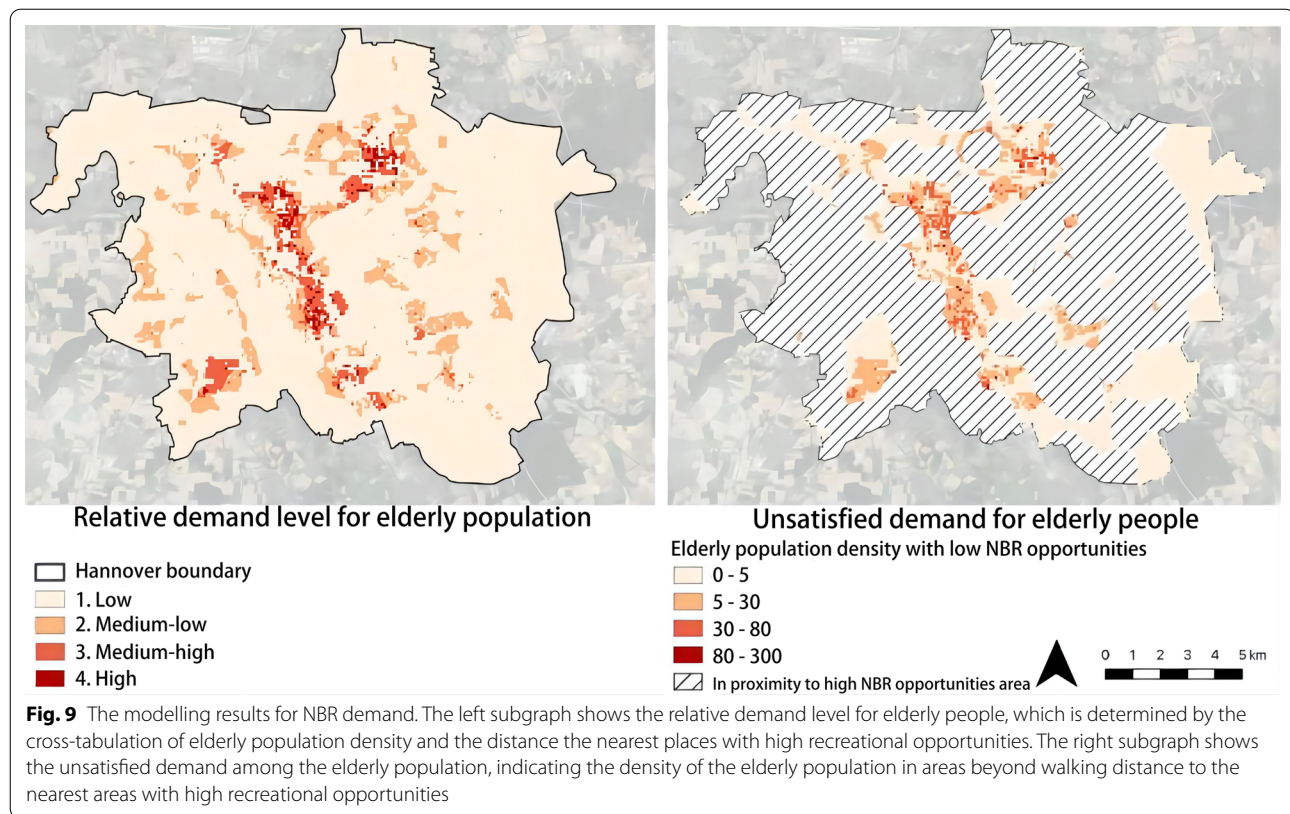 Relative demand level for elderly population
Hannover boundary
1. Low
2. Medium-low
3. Medium-high
4. High
Unsatisfied demand for elderly people
Elderly population density with low NBR opportunities
0 - 5
5 - 30
30 - 80
80 - 300
In proximity to high NBR opportunities area
0 1 2 3 4 5 km
Fig. 9 The modelling results for NBR demand. The left subgraph shows the relative demand level for elderly people, which is determined by the
cross-tabulation of elderly population density and the distance the nearest places with high recreational opportunities. The right subgraph shows
the unsatisfied demand among the elderly population, indicating the density of the elderly population in areas beyond walking distance to the
nearest areas with high recreational opportunities